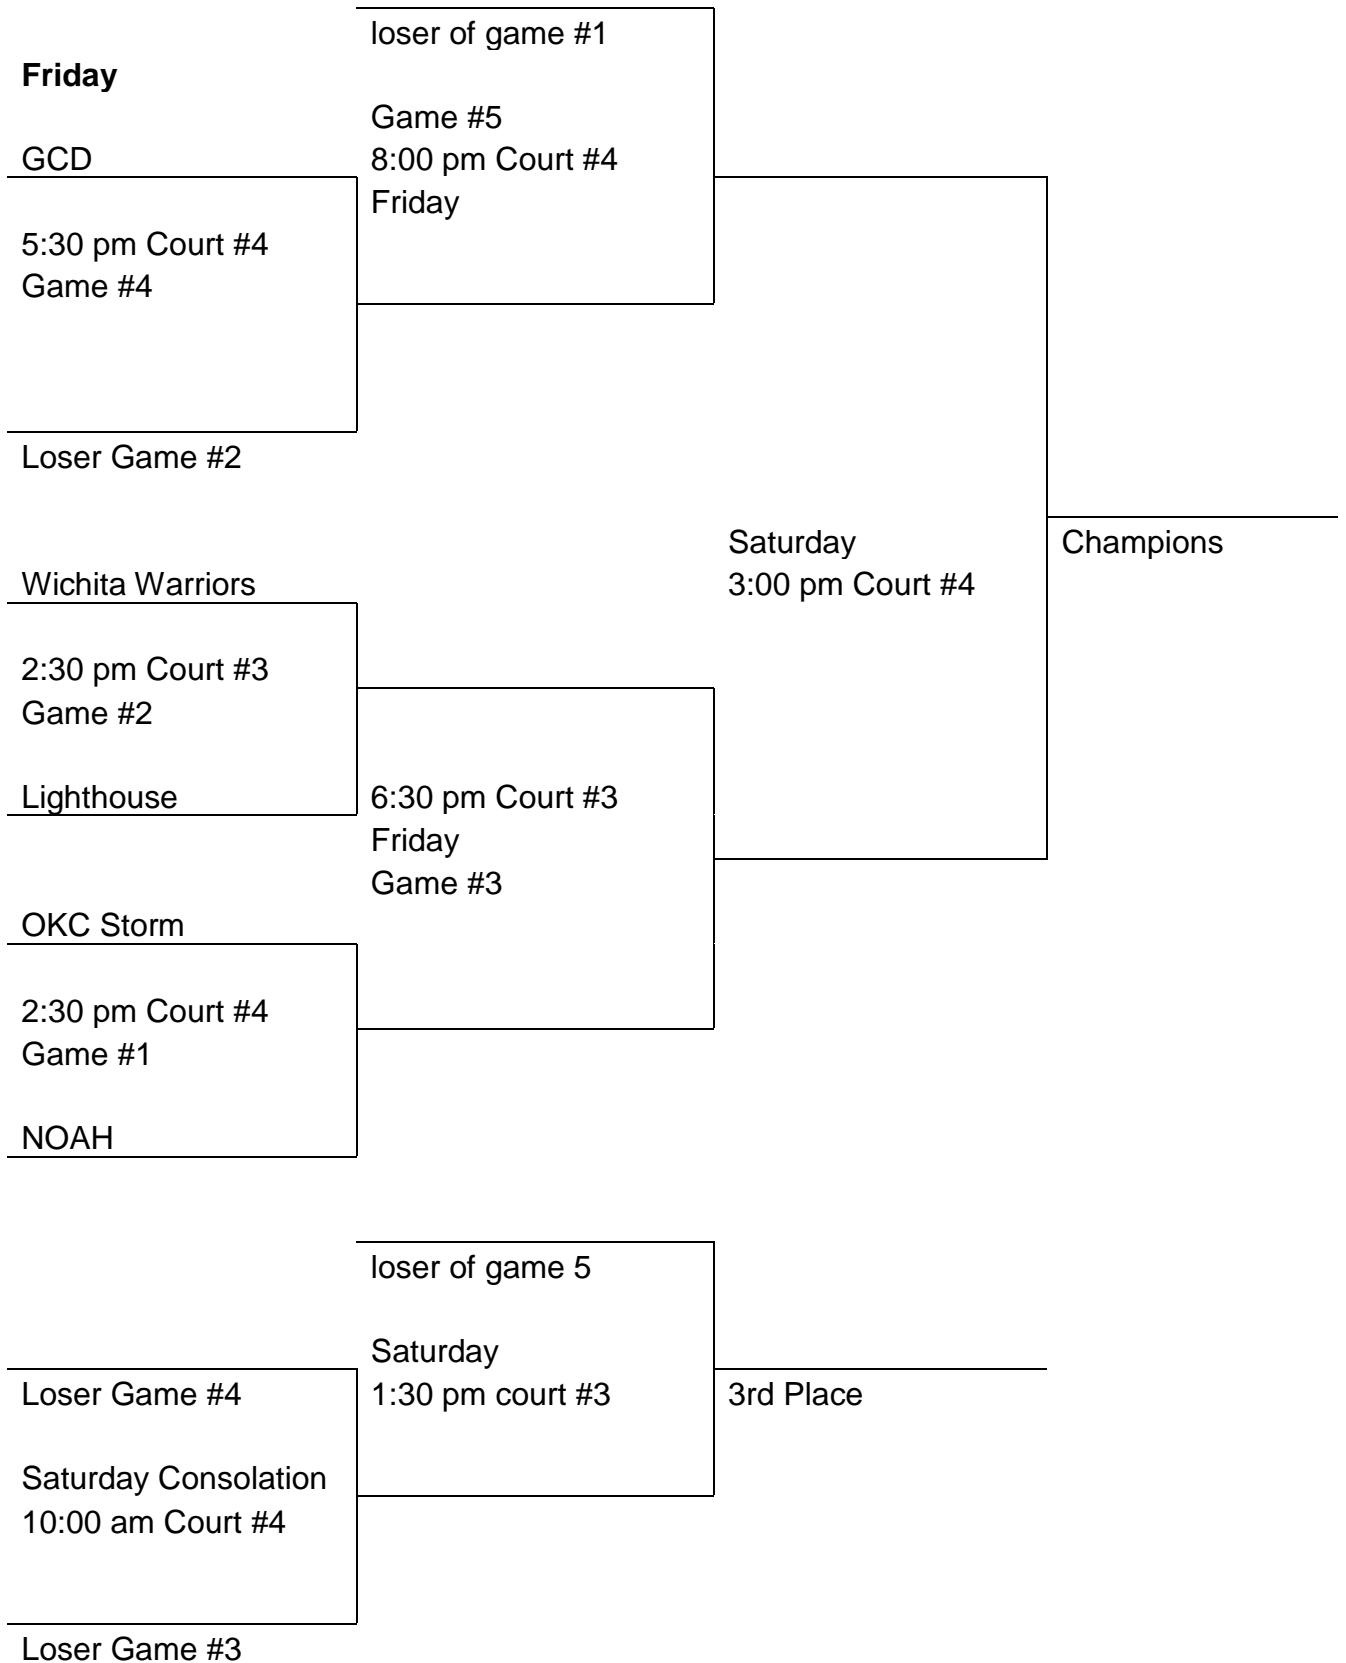 loser of game #1
Friday
Game #5
GCD
8:00 pm Court #4
Friday
5:30 pm Court #4
Game #4
Loser Game #2
Saturday
Champions
Wichita Warriors
3:00 pm Court #4
2:30 pm Court #3
Game #2
Lighthouse
6:30 pm Court #3
Friday
Game #3
OKC Storm
2:30 pm Court #4
Game #1
NOAH
loser of game 5
Saturday
Loser Game #4
1:30 pm court #3
3rd Place
Saturday Consolation
10:00 am Court #4
Loser Game #3